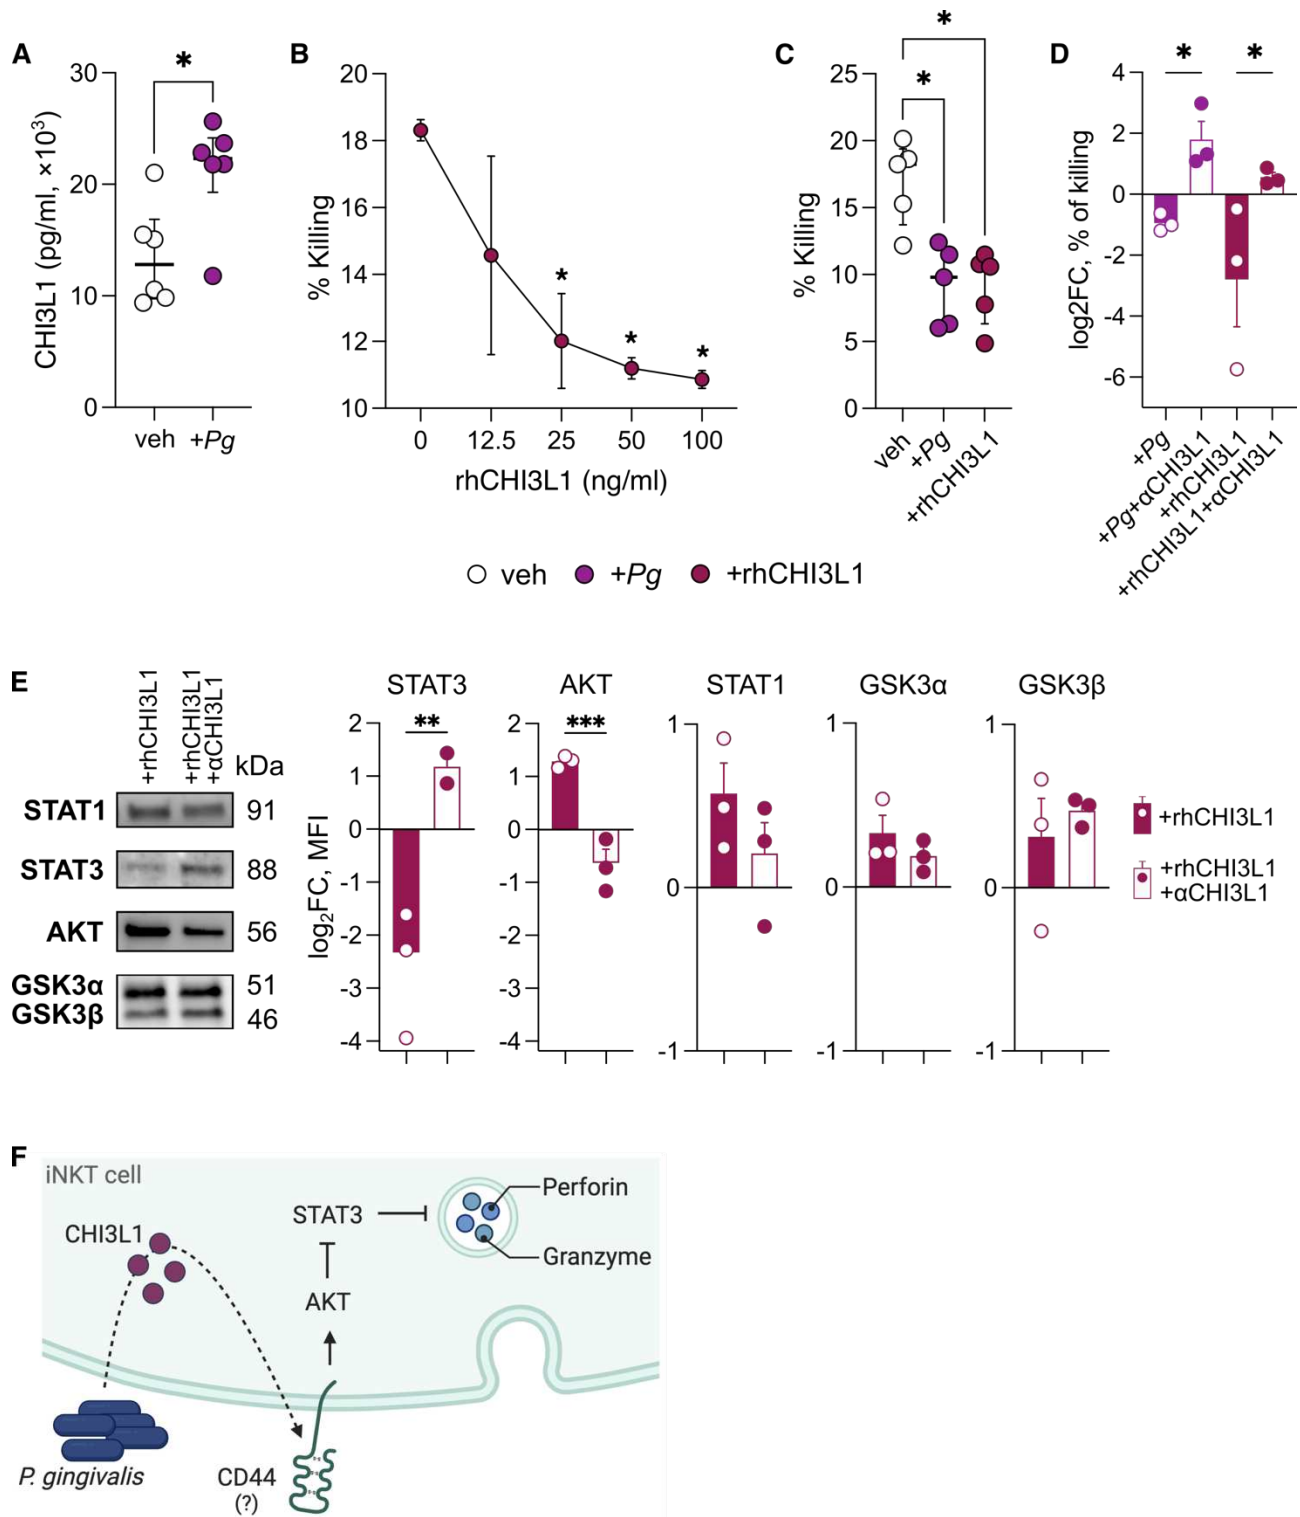 A
*
CHI3L1 (pg/ml, ×10³)
30
20
10
0
veh
+Pg
B
% Killing
20
18
16
14
12
10
*
*
*
0
12.5
25
50
100
rhCHI3L1 (ng/ml)
C
*
*
% Killing
25
20
15
10
5
0
veh
+Pg
+rhCHI3L1
D
*
*
log2FC, % of killing
4
2
0
-2
-4
-6
+Pg
+Pg+αCHI3L1
+rhCHI3L1
+rhCHI3L1+αCHI3L1
veh
+Pg
+rhCHI3L1
E
+rhCHI3L1
+rhCHI3L1
+αCHI3L1
kDa
STAT1
91
STAT3
88
AKT
56
GSK3α
51
GSK3β
46
log₂FC, MFI
STAT3
**
2
1
0
-1
-2
-3
-4
AKT
***
2
1
0
-1
-2
-3
-4
STAT1
1
0
-1
GSK3α
1
0
-1
GSK3β
1
0
-1
+rhCHI3L1
+rhCHI3L1
+αCHI3L1
F
iNKT cell
CHI3L1
STAT3
Perforin
Granzyme
AKT
P. gingivalis
CD44
(?)